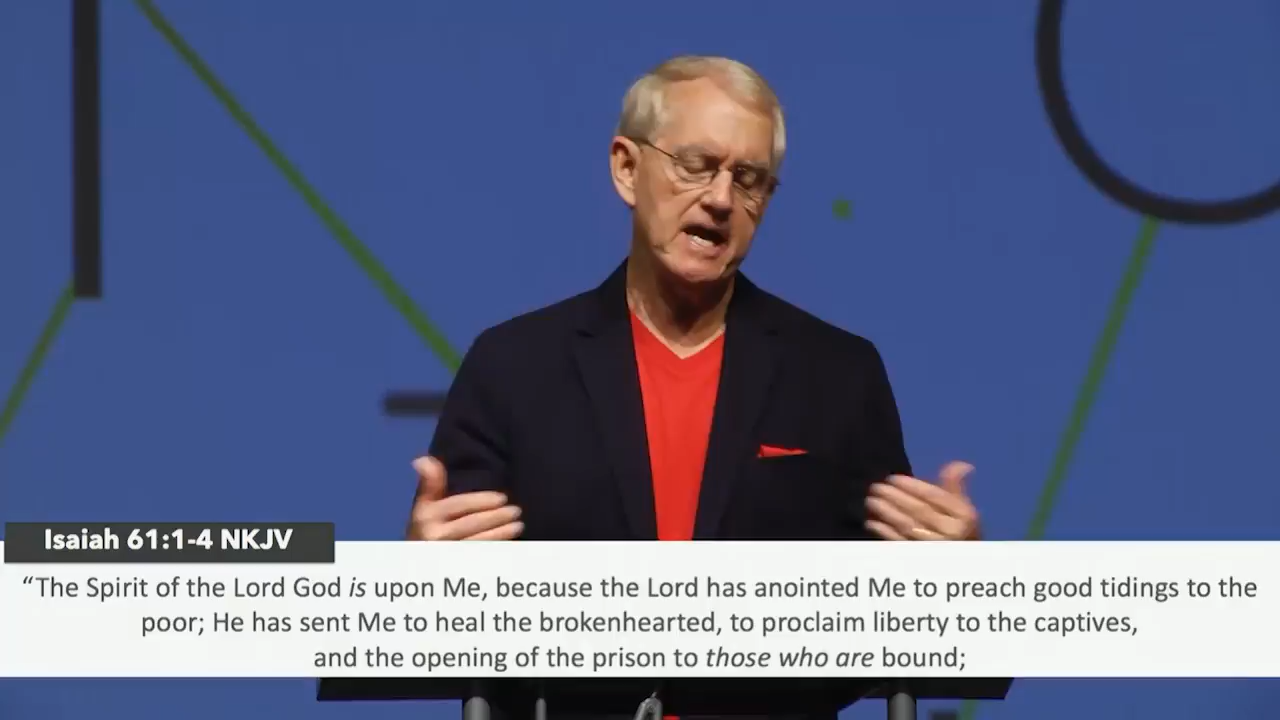 Isaiah 61:1-4 NKJV
“The Spirit of the Lord God is upon Me, because the Lord has anointed Me to preach good tidings to the
poor; He has sent Me to heal the brokenhearted, to proclaim liberty to the captives,
and the opening of the prison to those who are bound;